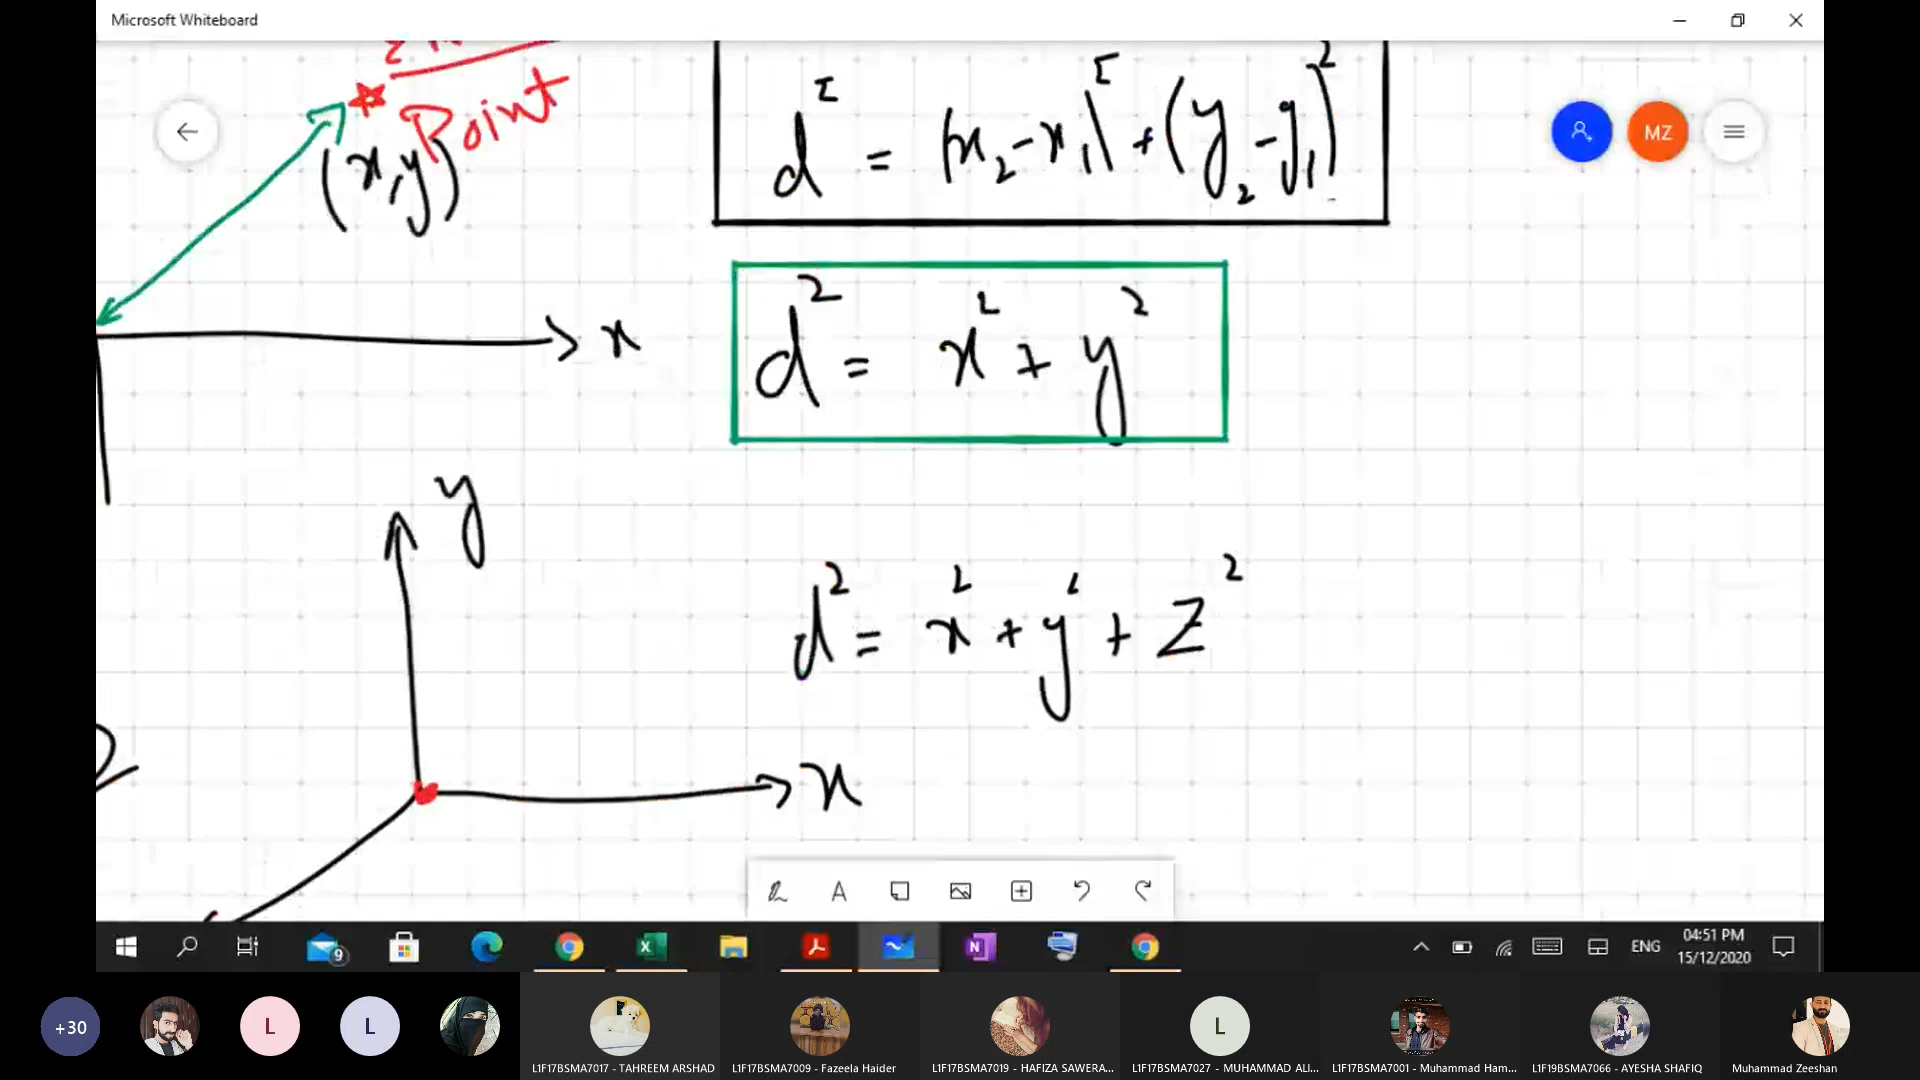 Microsoft Whiteboard
Point
(x,y)
d² = (x₂-x₁)² + (y₂-y₁)²
MZ
x
d² = x² + y²
y
d² = x² + y² + z²
x
9
ENG
04:51 PM
15/12/2020
+30
L
L
L
L1F17BSMA7017 - TAHREEM ARSHAD
L1F17BSMA7009 - Fazeela Haider
L1F17BSMA7019 - HAFIZA SAWERA...
L1F17BSMA7027 - MUHAMMAD ALI...
L1F17BSMA7001 - Muhammad Ham...
L1F19BSMA7066 - AYESHA SHAFIQ
Muhammad Zeeshan